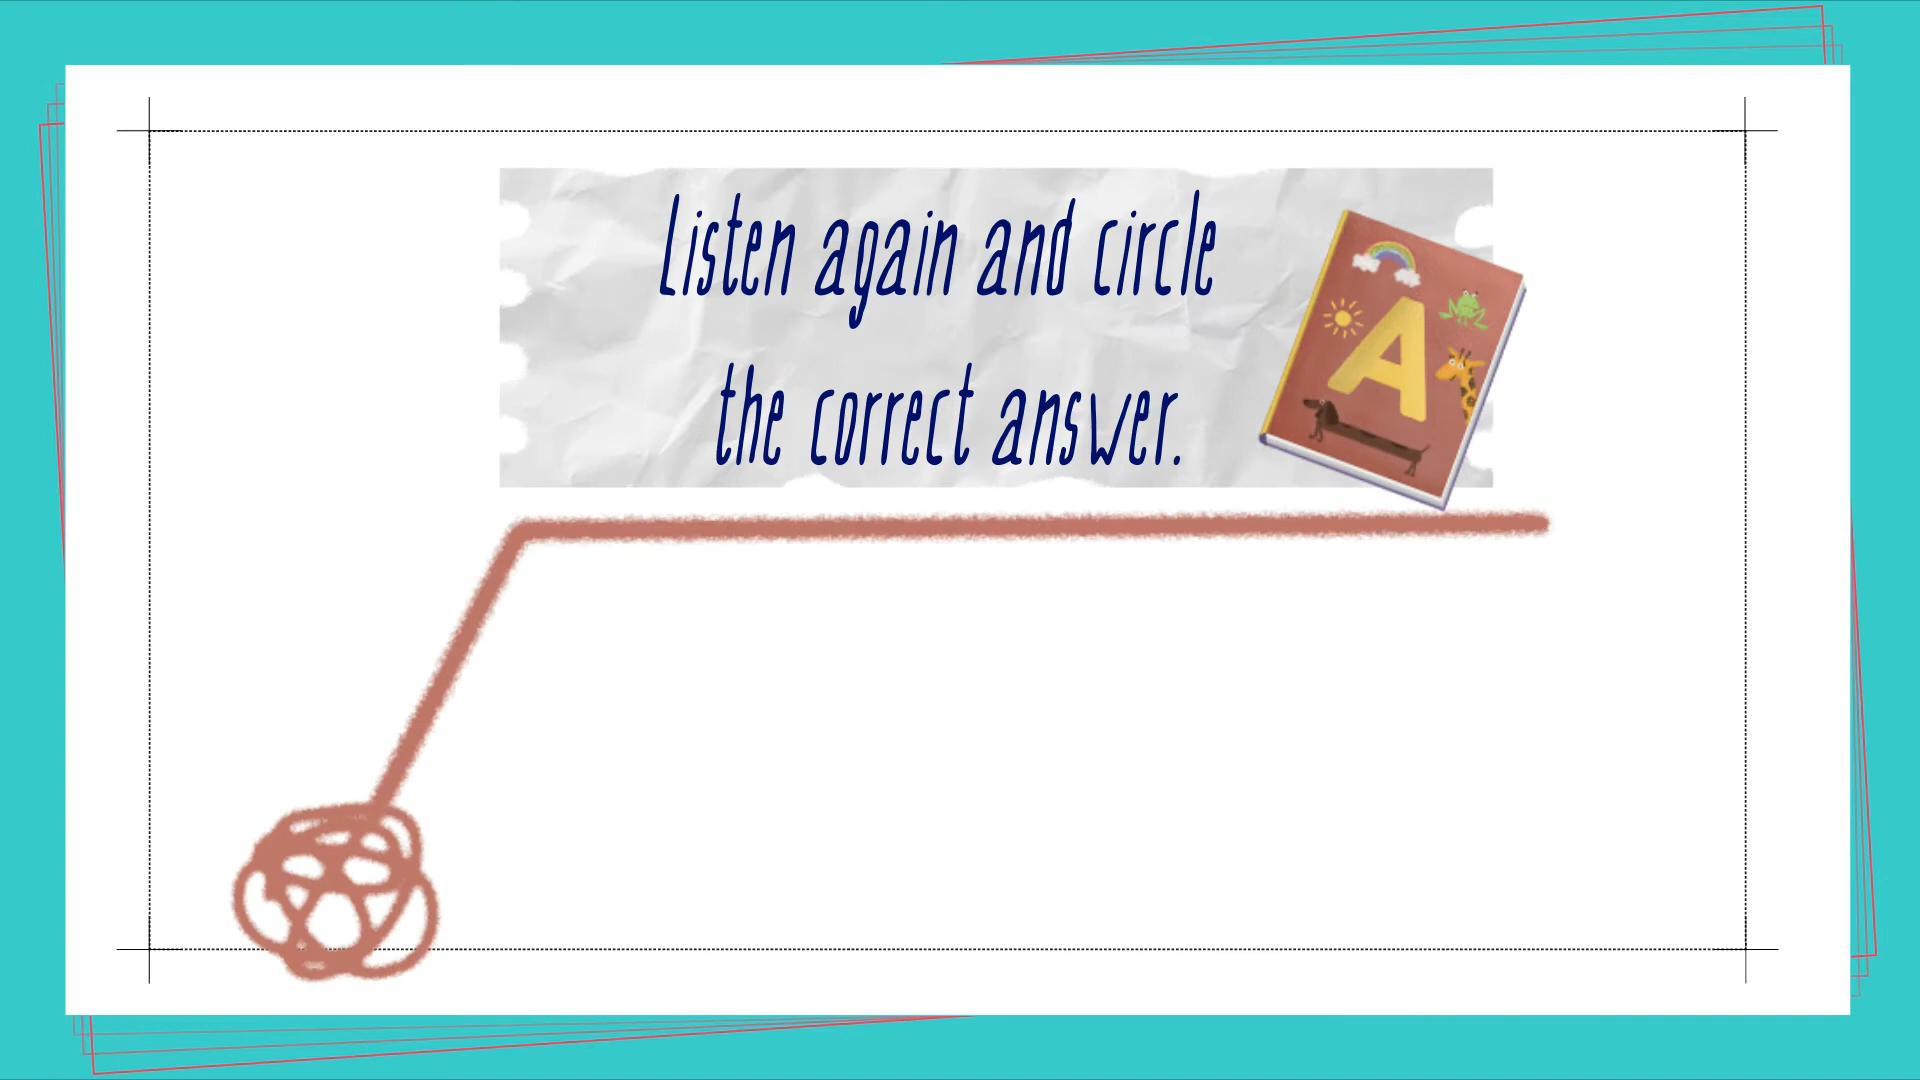 Listen again and circle
the correct answer.
A